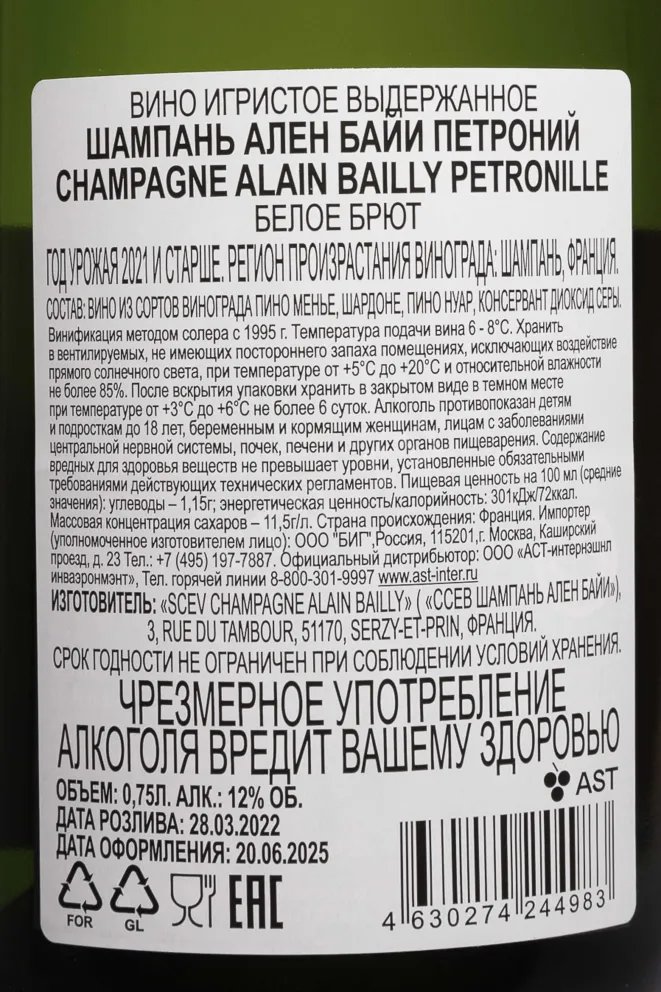 ВИНО ИГРИСТОЕ ВЫДЕРЖАННОЕ
ШАМПАНЬ АЛЕН БАЙИ ПЕТРОНИЙ
CHAMPAGNE ALAIN BAILLY PETRONILLE
БЕЛОЕ БРЮТ
ГОД УРОЖАЯ 2021 И СТАРШЕ. РЕГИОН ПРОИЗРАСТАНИЯ ВИНОГРАДА: ШАМПАНЬ, ФРАНЦИЯ.
СОСТАВ: ВИНО ИЗ СОРТОВ ВИНОГРАДА ПИНО МЕНЬЕ, ШАРДОНЕ, ПИНО НУАР, КОНСЕРВАНТ ДИОКСИД СЕРЫ.
Винификация методом солера с 1995 г. Температура подачи вина 6 - 8°С. Хранить
в вентилируемых, не имеющих постороннего запаха помещениях, исключающих воздействие
прямого солнечного света, при температуре от +5°С до +20°С и относительной влажности
не более 85%. После вскрытия упаковки хранить в закрытом виде в темном месте
при температуре от +3°С до +6°С не более 6 суток. Алкоголь противопоказан детям
и подросткам до 18 лет, беременным и кормящим женщинам, лицам с заболеваниями
центральной нервной системы, почек, печени и других органов пищеварения. Содержание
вредных для здоровья веществ не превышает уровни, установленные обязательными
требованиями действующих технических регламентов. Пищевая ценность на 100 мл (средние
значения): углеводы – 1,15г; энергетическая ценность/калорийность: 301кДж/72ккал.
Массовая концентрация сахаров – 11,5г/л. Страна происхождения: Франция. Импортер
(уполномоченное изготовителем лицо): ООО "БИГ",Россия, 115201,г. Москва, Каширский
проезд, д. 23 Тел.: +7 (495) 197-7887. Официальный дистрибьютор: ООО «АСТ-интернэшнл
инваэронмэнт», Тел. горячей линии 8-800-301-9997 www.ast-inter.ru
ИЗГОТОВИТЕЛЬ: «SCEV CHAMPAGNE ALAIN BAILLY» ( «ССЕВ ШАМПАНЬ АЛЕН БАЙИ»),
3, RUE DU TAMBOUR, 51170, SERZY-ET-PRIN, ФРАНЦИЯ.
СРОК ГОДНОСТИ НЕ ОГРАНИЧЕН ПРИ СОБЛЮДЕНИИ УСЛОВИЙ ХРАНЕНИЯ.
ЧРЕЗМЕРНОЕ УПОТРЕБЛЕНИЕ
АЛКОГОЛЯ ВРЕДИТ ВАШЕМУ ЗДОРОВЬЮ
AST
ОБЪЕМ: 0,75Л. АЛК.: 12% ОБ.
ДАТА РОЗЛИВА: 28.03.2022
ДАТА ОФОРМЛЕНИЯ: 20.06.2025
FOR
GL
EAC
4 630274 244983